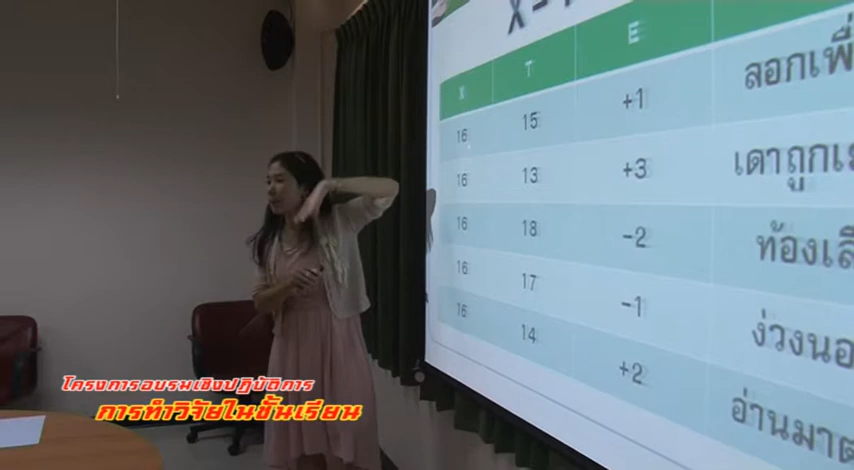 X=T
X T E
16 15 +1 ลอกเพื่
16 13 +3 เดาถูก
16 18 -2 ท้องเสี
16 17 -1 ง่วงนอ
16 14 +2 อ่านมาต
โครงการอบรมเชิงปฏิบัติการ
การทำวิจัยในชั้นเรียน